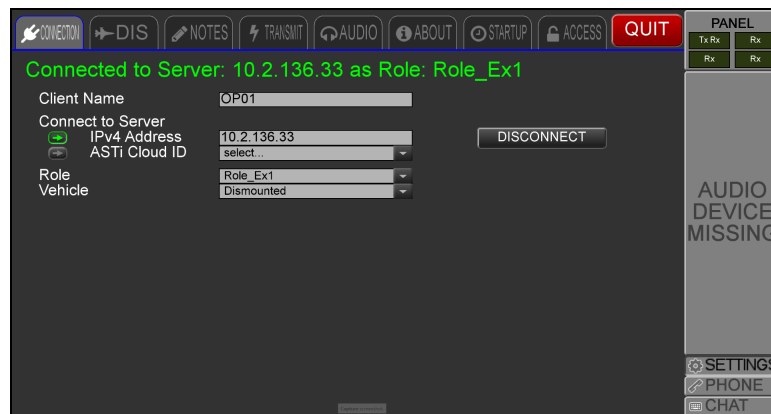 CONNECTION
DIS
NOTES
TRANSMIT
AUDIO
ABOUT
STARTUP
ACCESS
QUIT
PANEL
Tx Rx
Rx
Rx
Rx
Connected to Server: 10.2.136.33 as Role: Role_Ex1
Client Name
OP01
Connect to Server
IPv4 Address
10.2.136.33
DISCONNECT
ASTi Cloud ID
select...
Role
Role_Ex1
Vehicle
Dismounted
AUDIO
DEVICE
MISSING
SETTINGS
PHONE
CHAT